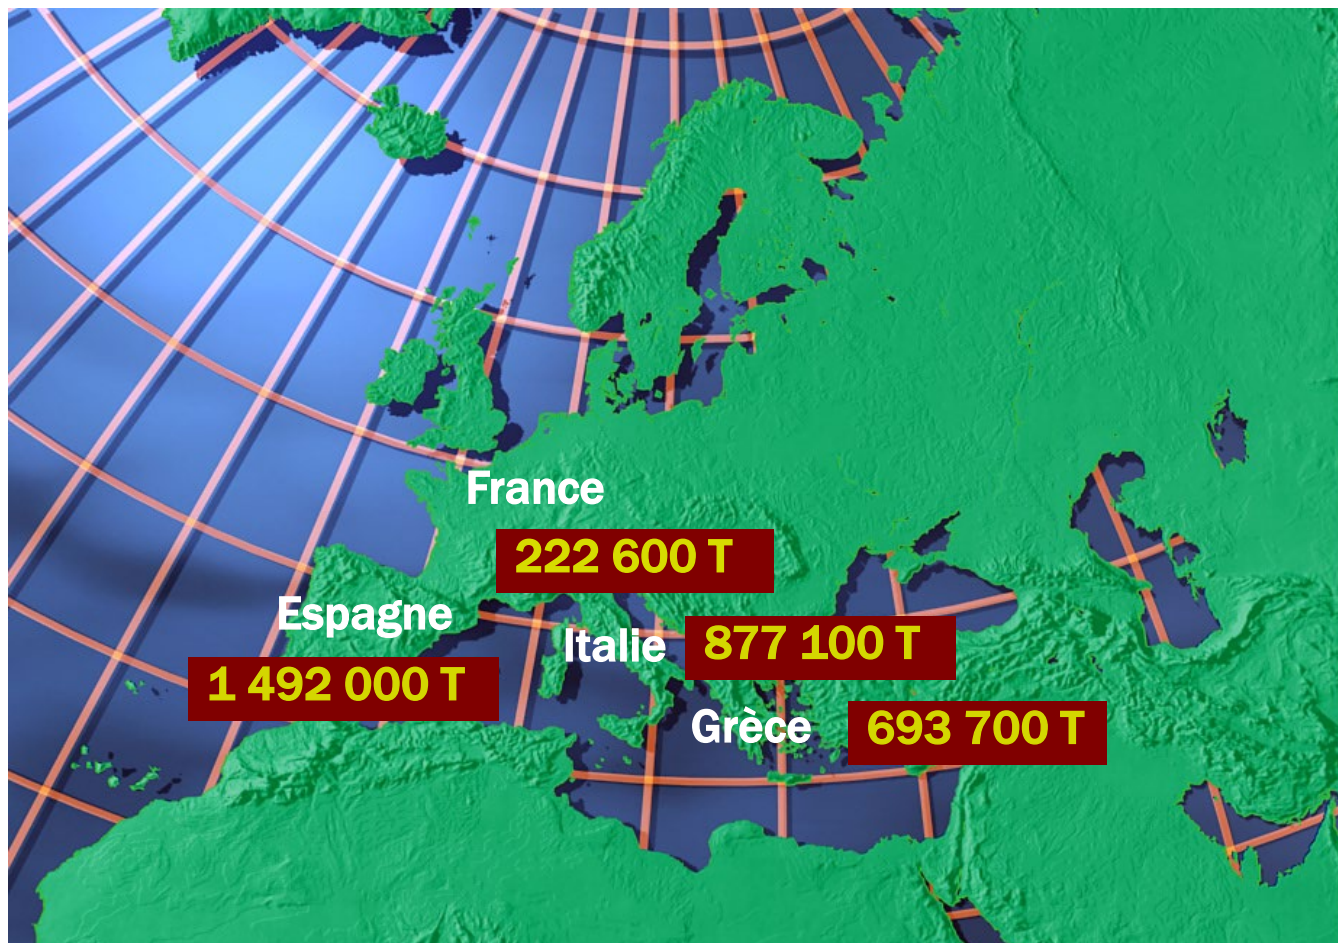 France
222 600 T
Espagne
1 492 000 T
Italie
877 100 T
Grèce
693 700 T